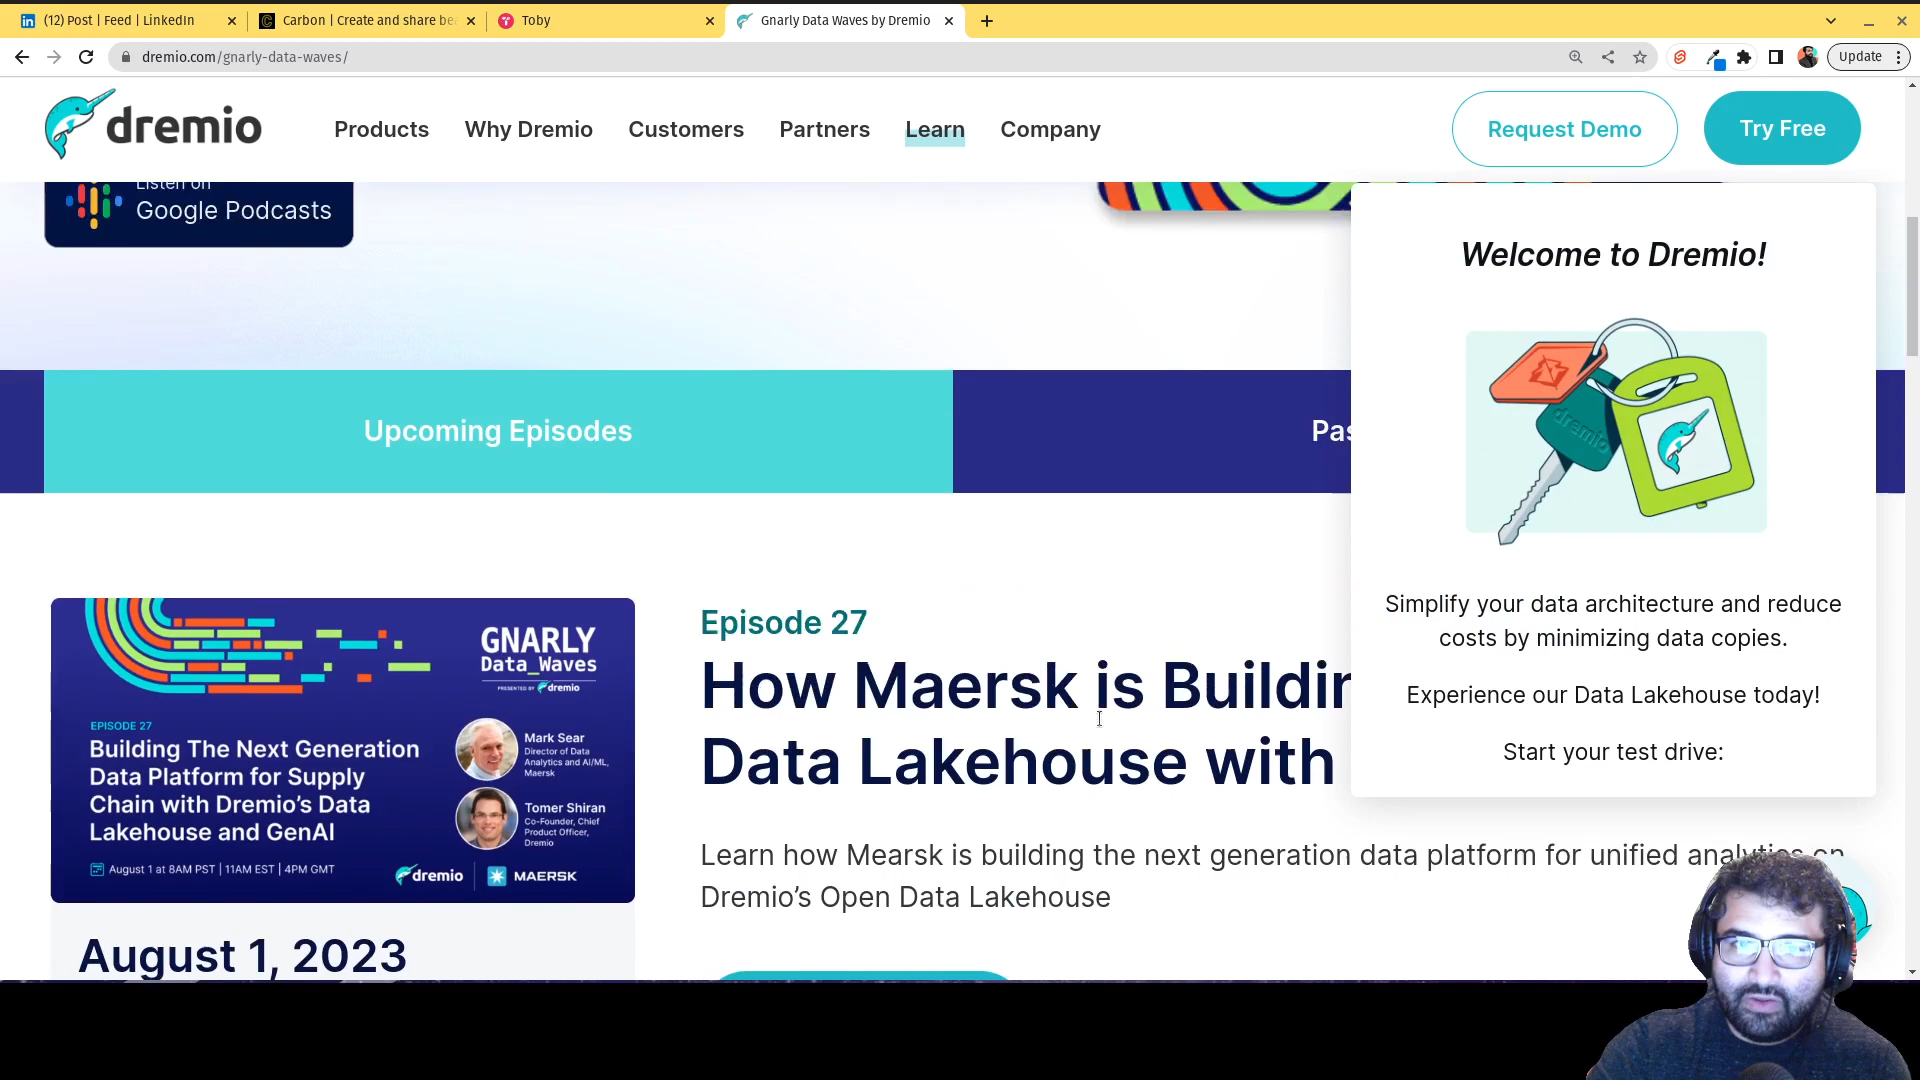 (12) Post | Feed | LinkedIn
Carbon | Create and share be
Toby
Gnarly Data Waves by Dremio
dremio.com/gnarly-data-waves/
Update
dremio
Products
Why Dremio
Customers
Partners
Learn
Company
Request Demo
Try Free
Listen on
Google Podcasts
Welcome to Dremio!
dremio
Simplify your data architecture and reduce
costs by minimizing data copies.
Experience our Data Lakehouse today!
Start your test drive:
Upcoming Episodes
Pas
GNARLY
Data_Waves
PRESENTED BY dremio
EPISODE 27
Building The Next Generation
Data Platform for Supply
Chain with Dremio's Data
Lakehouse and GenAI
Mark Sear
Director of Data
Analytics and AI/ML,
Maersk
Tomer Shiran
Co-Founder, Chief
Product Officer,
Dremio
August 1 at 8AM PST | 11AM EST | 4PM GMT
dremio
MAERSK
August 1, 2023
Episode 27
How Maersk is Buildin
Data Lakehouse with
Learn how Mearsk is building the next generation data platform for unified analytics on
Dremio's Open Data Lakehouse